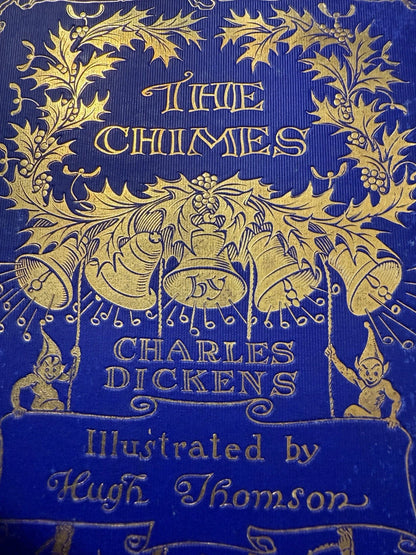 THE
CHIMES
by
CHARLES
DICKENS
Illustrated by
Hugh Thomson